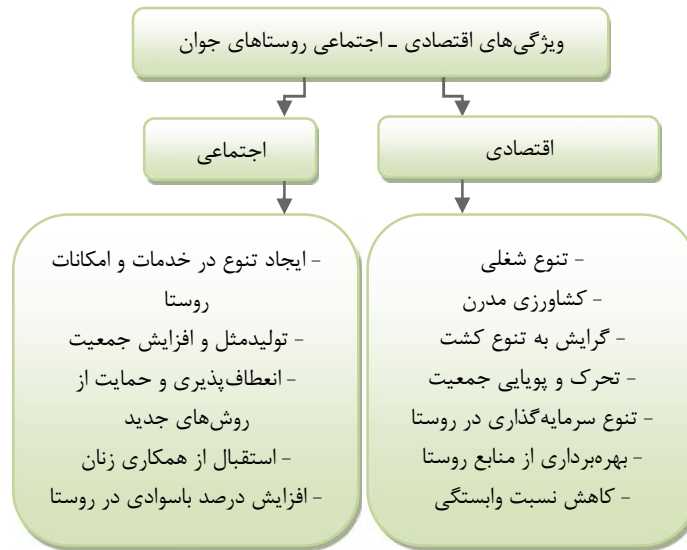 ویژگی‌های اقتصادی ـ اجتماعی روستاهای جوان
اقتصادی
اجتماعی
- تنوع شغلی
- کشاورزی مدرن
- گرایش به تنوع کشت
- تحرک و پویایی جمعیت
- تنوع سرمایه‌گذاری در روستا
- بهره‌برداری از منابع روستا
- کاهش نسبت وابستگی
- ایجاد تنوع در خدمات و امکانات
روستا
- تولیدمثل و افزایش جمعیت
- انعطاف‌پذیری و حمایت از
روش‌های جدید
- استقبال از همکاری زنان
- افزایش درصد باسوادی در روستا